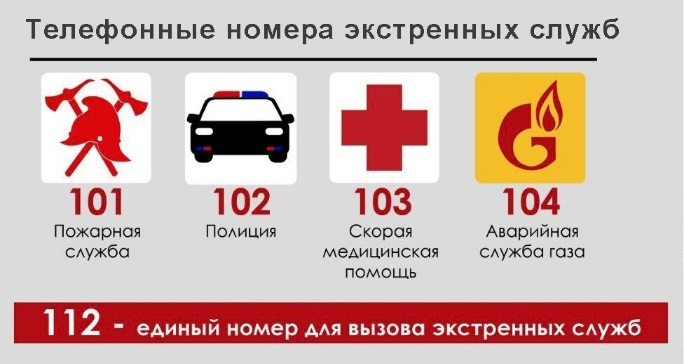 Телефонные номера экстренных служб
101
Пожарная
служба
102
Полиция
103
Скорая
медицинская
помощь
104
Аварийная
служба газа
112 - единый номер для вызова экстренных служб